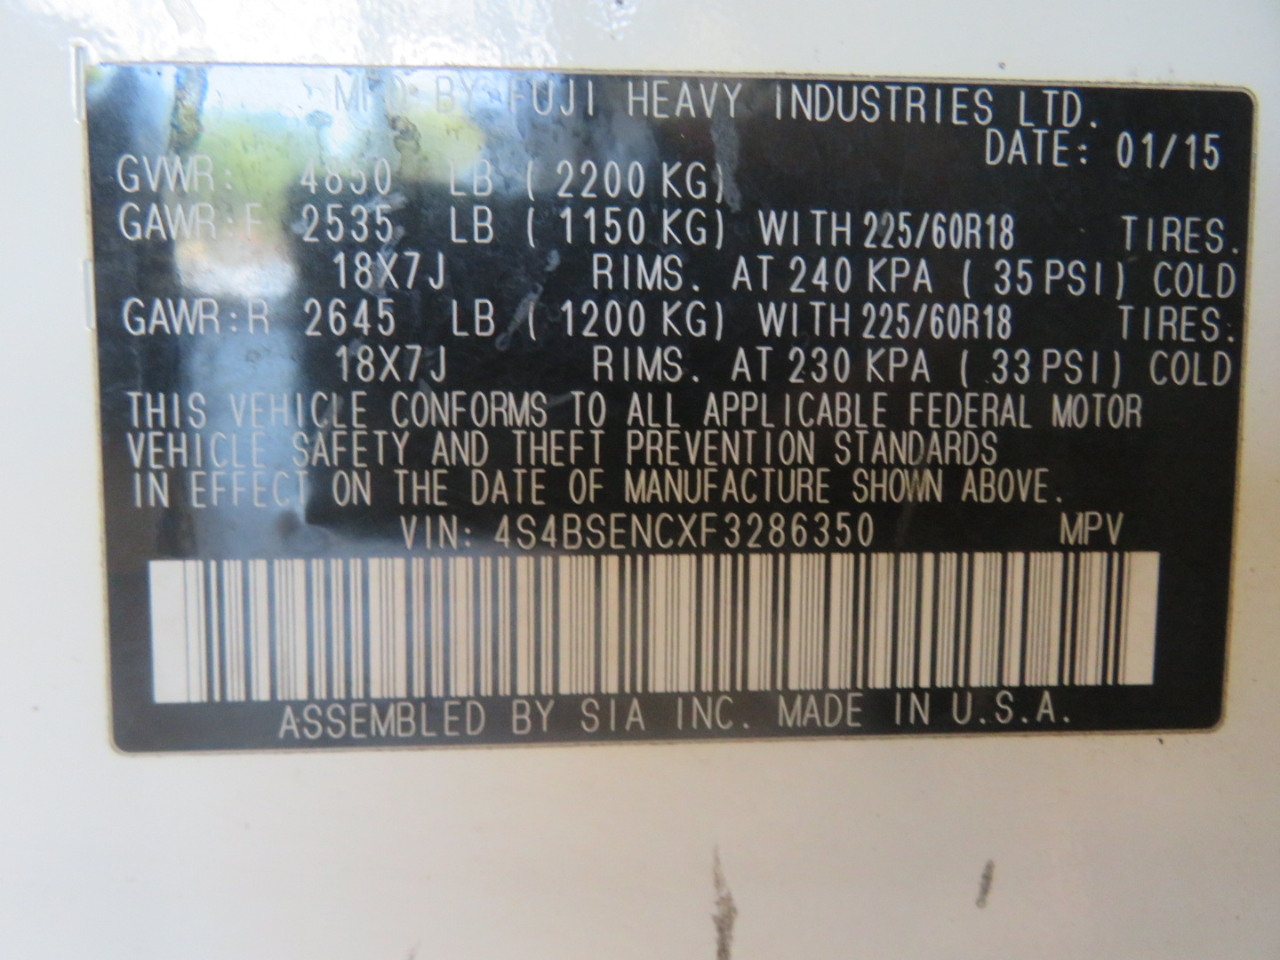 MFD BY FUJI HEAVY INDUSTRIES LTD.
DATE: 01/15
GVWR: 4850 LB ( 2200 KG)
GAWR:F 2535 LB ( 1150 KG) WITH 225/60R18 TIRES.
18X7J RIMS. AT 240 KPA ( 35 PSI) COLD
GAWR:R 2645 LB ( 1200 KG) WITH 225/60R18 TIRES.
18X7J RIMS. AT 230 KPA ( 33 PSI) COLD
THIS VEHICLE CONFORMS TO ALL APPLICABLE FEDERAL MOTOR
VEHICLE SAFETY AND THEFT PREVENTION STANDARDS
IN EFFECT ON THE DATE OF MANUFACTURE SHOWN ABOVE.
VIN: 4S4BSENCXF3286350 MPV
ASSEMBLED BY SIA INC. MADE IN U.S.A.